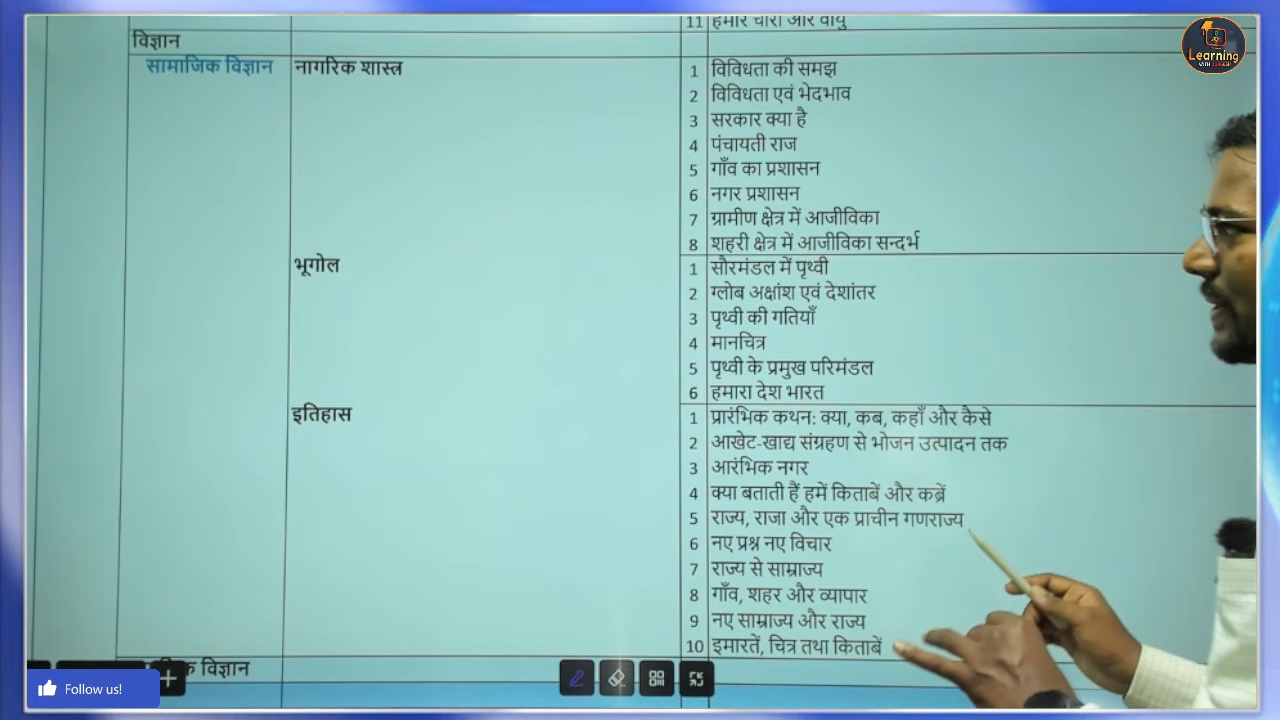 11 हमारे चारों ओर वायु
विज्ञान
सामाजिक विज्ञान नागरिक शास्त्र
1 विविधता की समझ
2 विविधता एवं भेदभाव
3 सरकार क्या है
4 पंचायती राज
5 गाँव का प्रशासन
6 नगर प्रशासन
7 ग्रामीण क्षेत्र में आजीविका
8 शहरी क्षेत्र में आजीविका सन्दर्भ
भूगोल
1 सौरमंडल में पृथ्वी
2 ग्लोब अक्षांश एवं देशांतर
3 पृथ्वी की गतियाँ
4 मानचित्र
5 पृथ्वी के प्रमुख परिमंडल
6 हमारा देश भारत
इतिहास
1 प्रारंभिक कथन: क्या, कब, कहाँ और कैसे
2 आखेट-खाद्य संग्रहण से भोजन उत्पादन तक
3 आरंभिक नगर
4 क्या बताती हैं हमें किताबें और कब्रें
5 राज्य, राजा और एक प्राचीन गणराज्य
6 नए प्रश्न नए विचार
7 राज्य से साम्राज्य
8 गाँव, शहर और व्यापार
9 नए साम्राज्य और राज्य
10 इमारतें, चित्र तथा किताबें
विज्ञान
Follow us!
Learning